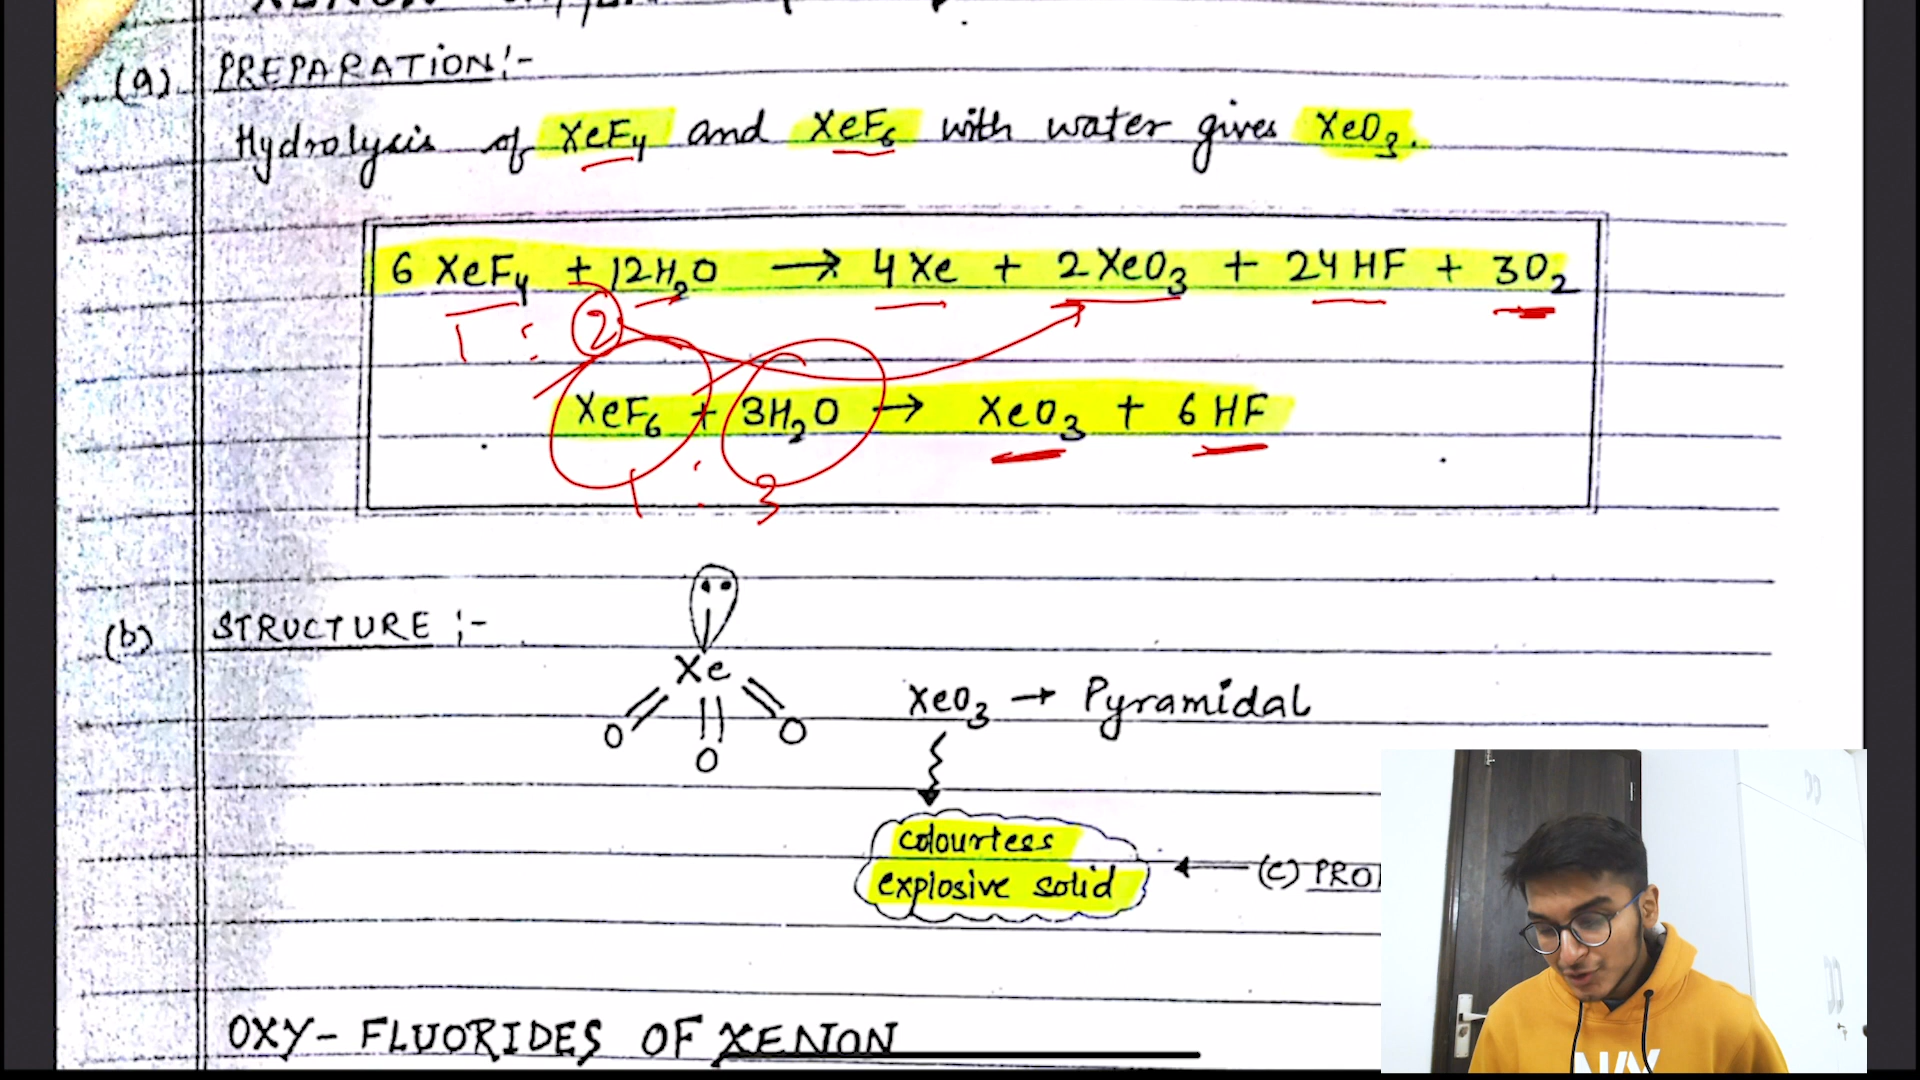 (a) PREPARATION:-
Hydrolysis of XeF₄ and XeF₆ with water gives XeO₃.
6 XeF₄ + 12H₂O → 4Xe + 2XeO₃ + 24HF + 3O₂
1 : 2
XeF₆ + 3H₂O → XeO₃ + 6HF
1 : 3
(b) STRUCTURE :-
Xe
O O O
XeO₃ → Pyramidal
colourless
explosive solid
(c)
OXY-FLUORIDES OF XENON